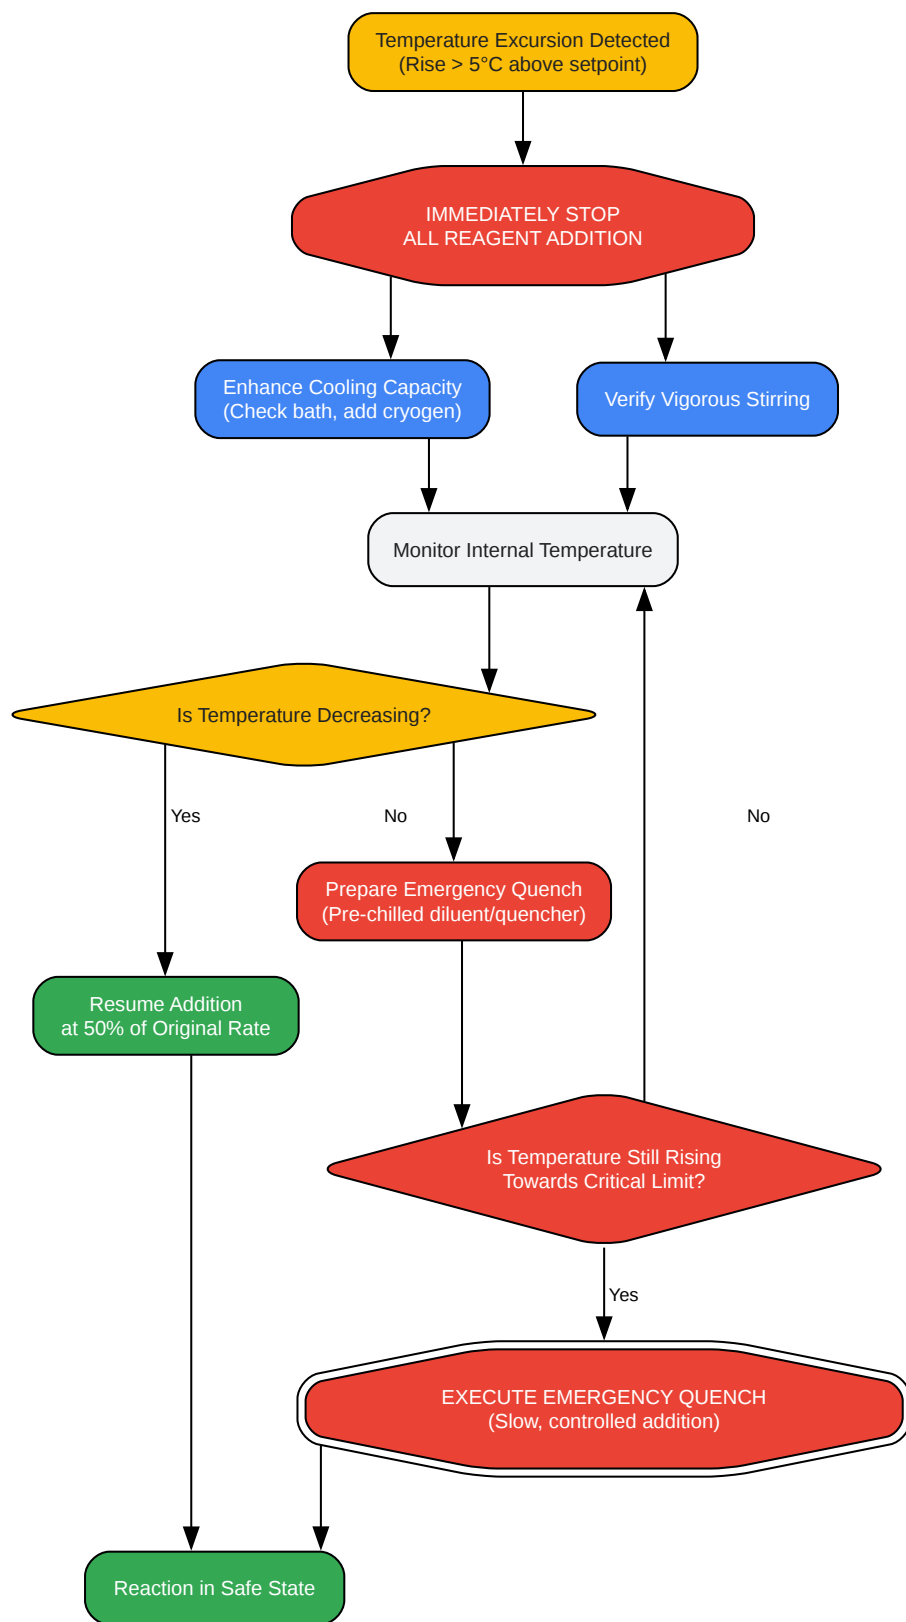 Temperature Excursion Detected
(Rise > 5°C above setpoint)
IMMEDIATELY STOP
ALL REAGENT ADDITION
Enhance Cooling Capacity
(Check bath, add cryogen)
Verify Vigorous Stirring
Monitor Internal Temperature
Is Temperature Decreasing?
Yes
No
No
Prepare Emergency Quench
(Pre-chilled diluent/quencher)
Resume Addition
at 50% of Original Rate
Is Temperature Still Rising
Towards Critical Limit?
Yes
EXECUTE EMERGENCY QUENCH
(Slow, controlled addition)
Reaction in Safe State